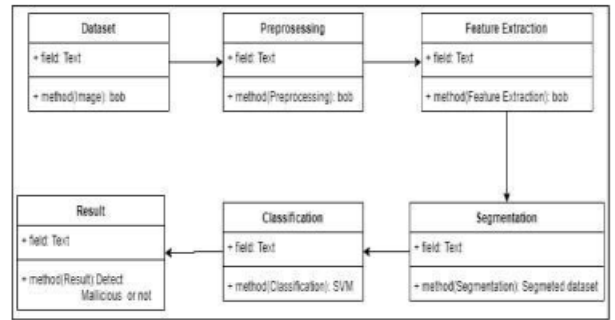 Dataset
+ field: Text
+ method(Image): bob
Preprosessing
+ field: Text
+ method(Preprocessing): bob
Feature Extraction
+ field: Text
+ method(Feature Extraction): bob
Result
+ field: Text
+ method(Result) Detect
Mallicious or not
Classification
+ field: Text
+ method(Classification): SVM
Segmentation
+ field: Text
+ method(Segmentation): Segmeted dataset